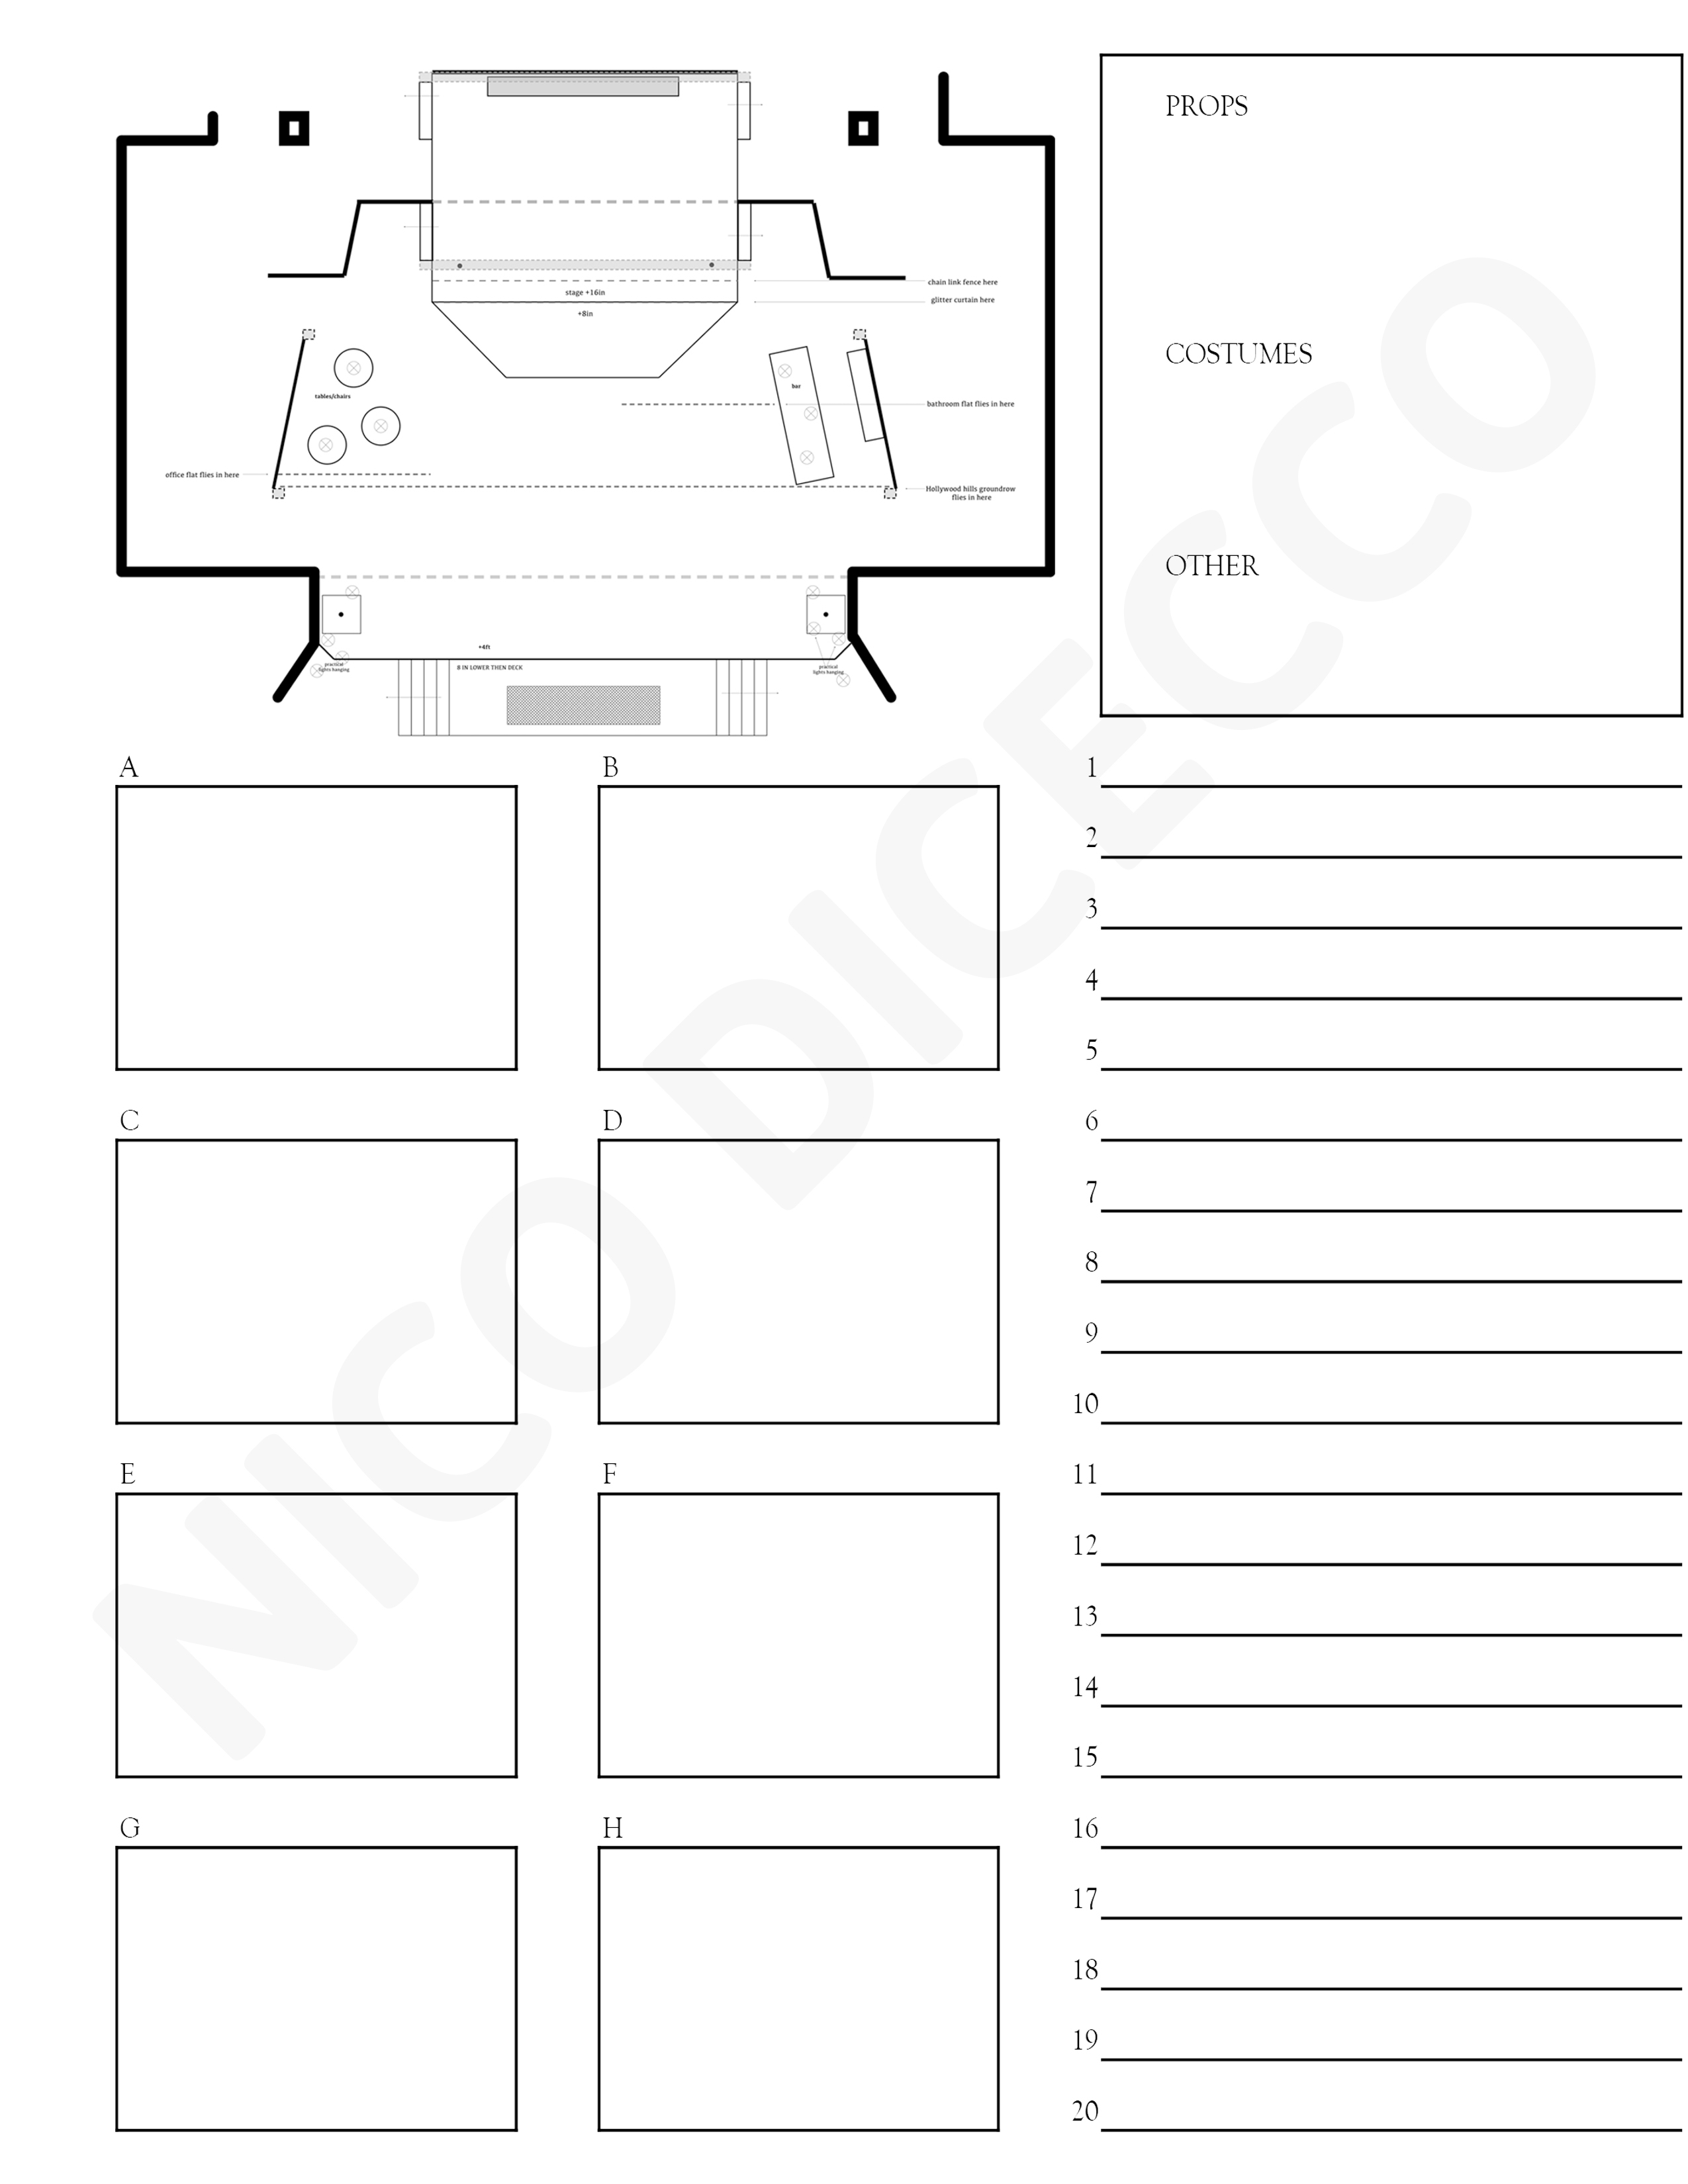 PROPS
COSTUMES
OTHER
stage +16in
+8in
chain link fence here
glitter curtain here
tables/chairs
bar
bathroom flat flies in here
office flat flies in here
Hollywood hills groundrow
flies in here
+4ft
8 IN LOWER THEN DECK
practical
lights hanging
practical
lights hanging
A
B
C
D
E
F
G
H
1
2
3
4
5
6
7
8
9
10
11
12
13
14
15
16
17
18
19
20
NICO DICECCO